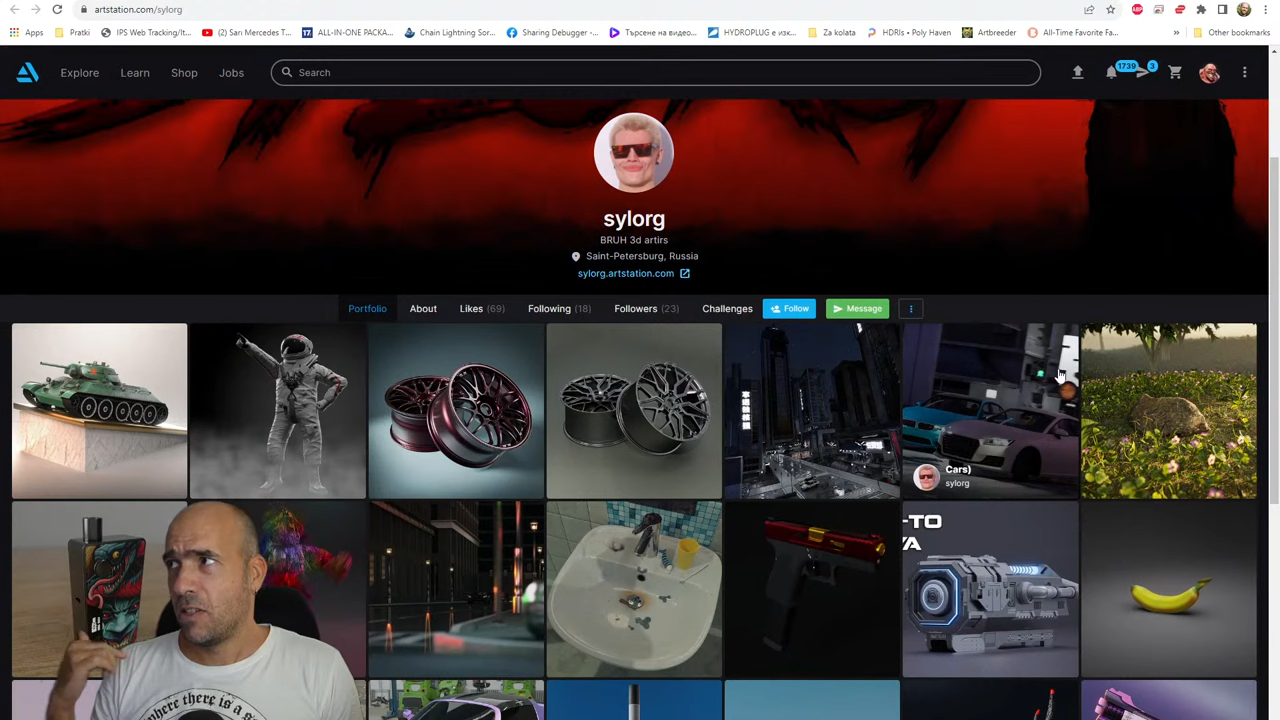 artstation.com/sylorg
Apps Pratki IPS Web Tracking/It... (2) Sarı Mercedes T... ALL-IN-ONE PACKA... Chain Lightning Sor... Sharing Debugger -... Търсене на видео... HYDROPLUG е изк... Za kolata HDRIs • Poly Haven Artbreeder All-Time Favorite Fa... » Other bookmarks
Explore Learn Shop Jobs Search 1739 3
sylorg
BRUH 3d artirs
Saint-Petersburg, Russia
sylorg.artstation.com
Portfolio About Likes (69) Following (18) Followers (23) Challenges Follow Message
Cars)
sylorg
-TO
A
there is a